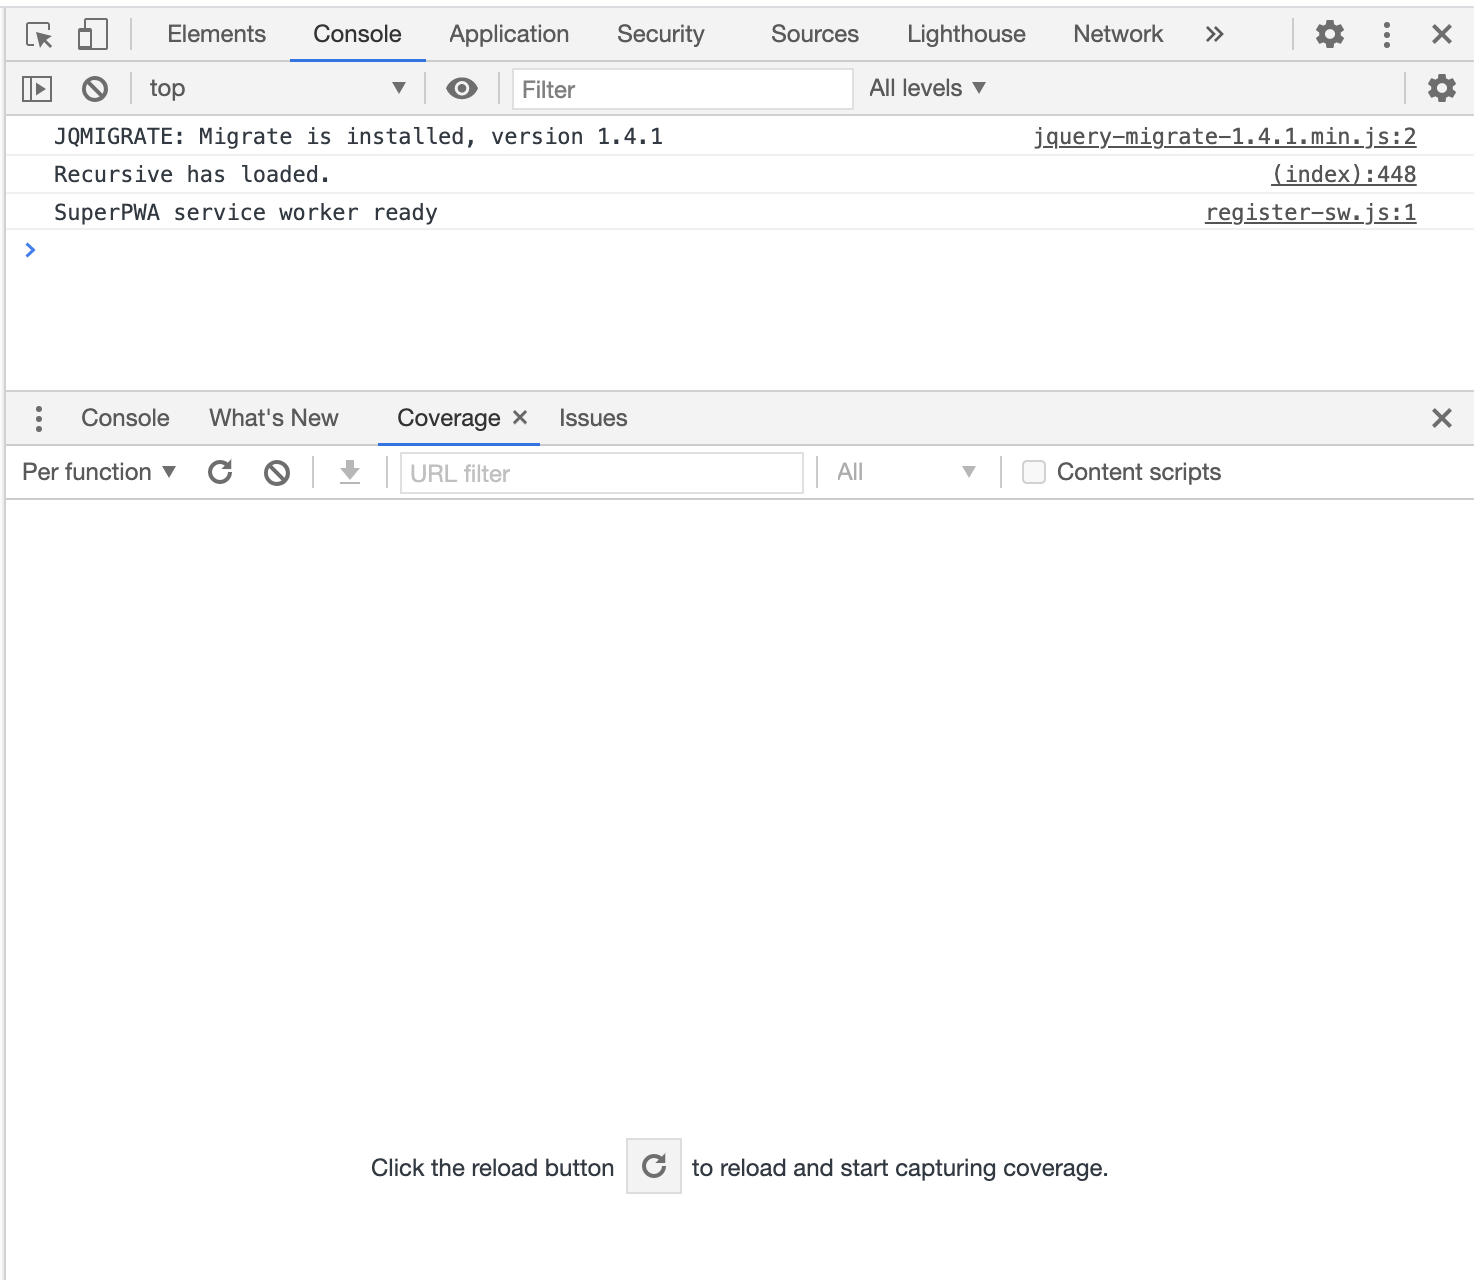 Elements Console Application Security Sources Lighthouse Network »
top Filter All levels
JQMIGRATE: Migrate is installed, version 1.4.1 jquery-migrate-1.4.1.min.js:2
Recursive has loaded. (index):448
SuperPWA service worker ready register-sw.js:1
Console What's New Coverage Issues
Per function URL filter All Content scripts
Click the reload button to reload and start capturing coverage.